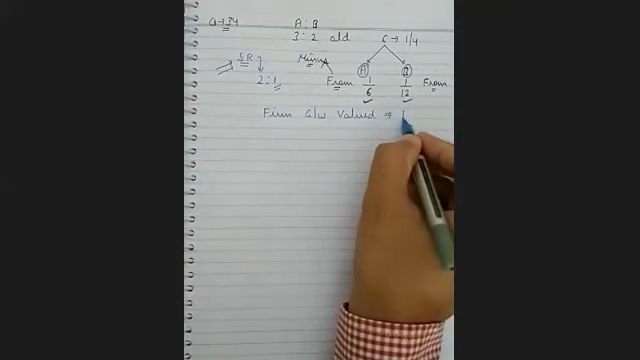 Q → 34
A : B
3 : 2 old
C → 1/4
SR
2 : 1
Minus
From
A
1/6
B
1/12
From
Firm G/w Valued ⇒